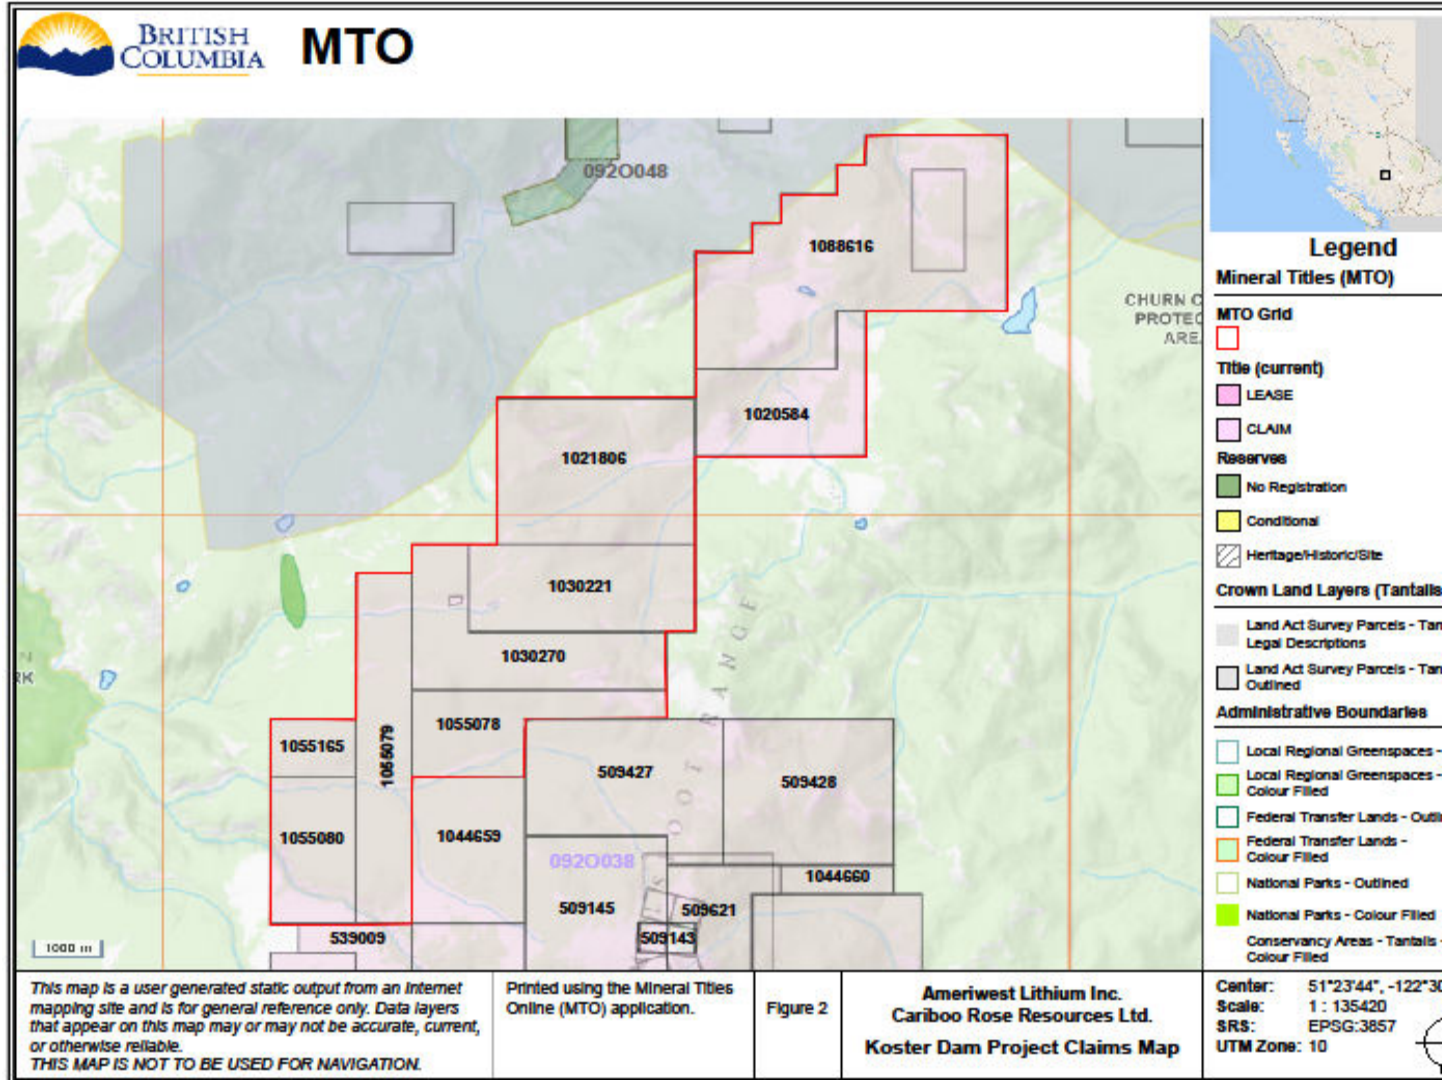 BRITISH
COLUMBIA
MTO
092O048
1088616
CHURN C
PROTEC
ARE
1020584
1021806
1030221
1030270
RANGE
RK
1055078
1055165
1055079
509427
509428
1055080
1044659
092O038
1044660
509145
509621
539009
509143
1000 m
Legend
Mineral Titles (MTO)
MTO Grid
Title (current)
LEASE
CLAIM
Reserves
No Registration
Conditional
Heritage/Historic/Site
Crown Land Layers (Tantalis
Land Act Survey Parcels - Tan
Legal Descriptions
Land Act Survey Parcels - Tan
Outlined
Administrative Boundaries
Local Regional Greenspaces -
Local Regional Greenspaces -
Colour Filled
Federal Transfer Lands - Outli
Federal Transfer Lands -
Colour Filled
National Parks - Outlined
National Parks - Colour Filled
Conservancy Areas - Tantalis -
Colour Filled
This map is a user generated static output from an Internet
mapping site and is for general reference only. Data layers
that appear on this map may or may not be accurate, current,
or otherwise reliable.
THIS MAP IS NOT TO BE USED FOR NAVIGATION.
Printed using the Mineral Titles
Online (MTO) application.
Figure 2
Ameriwest Lithium Inc.
Cariboo Rose Resources Ltd.
Koster Dam Project Claims Map
Center: 51°23'44", -122°30
Scale: 1 : 135420
SRS: EPSG:3857
UTM Zone: 10